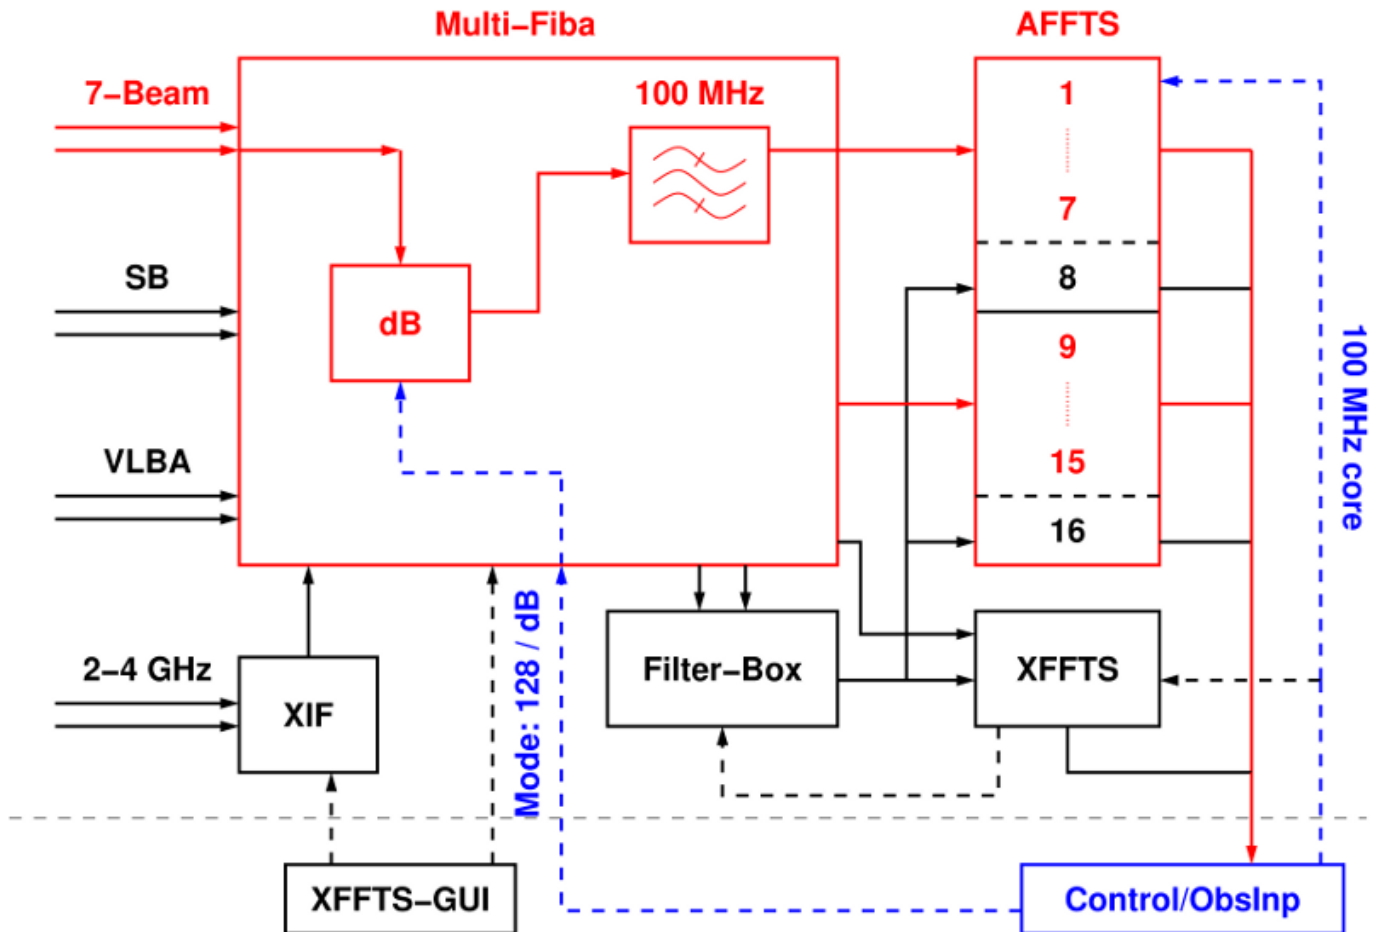 Multi–Fiba
AFFTS
7–Beam
100 MHz
1
7
SB
8
dB
9
100 MHz core
VLBA
15
16
Mode: 128 / dB
2–4 GHz
XIF
Filter–Box
XFFTS
XFFTS–GUI
Control/ObsInp